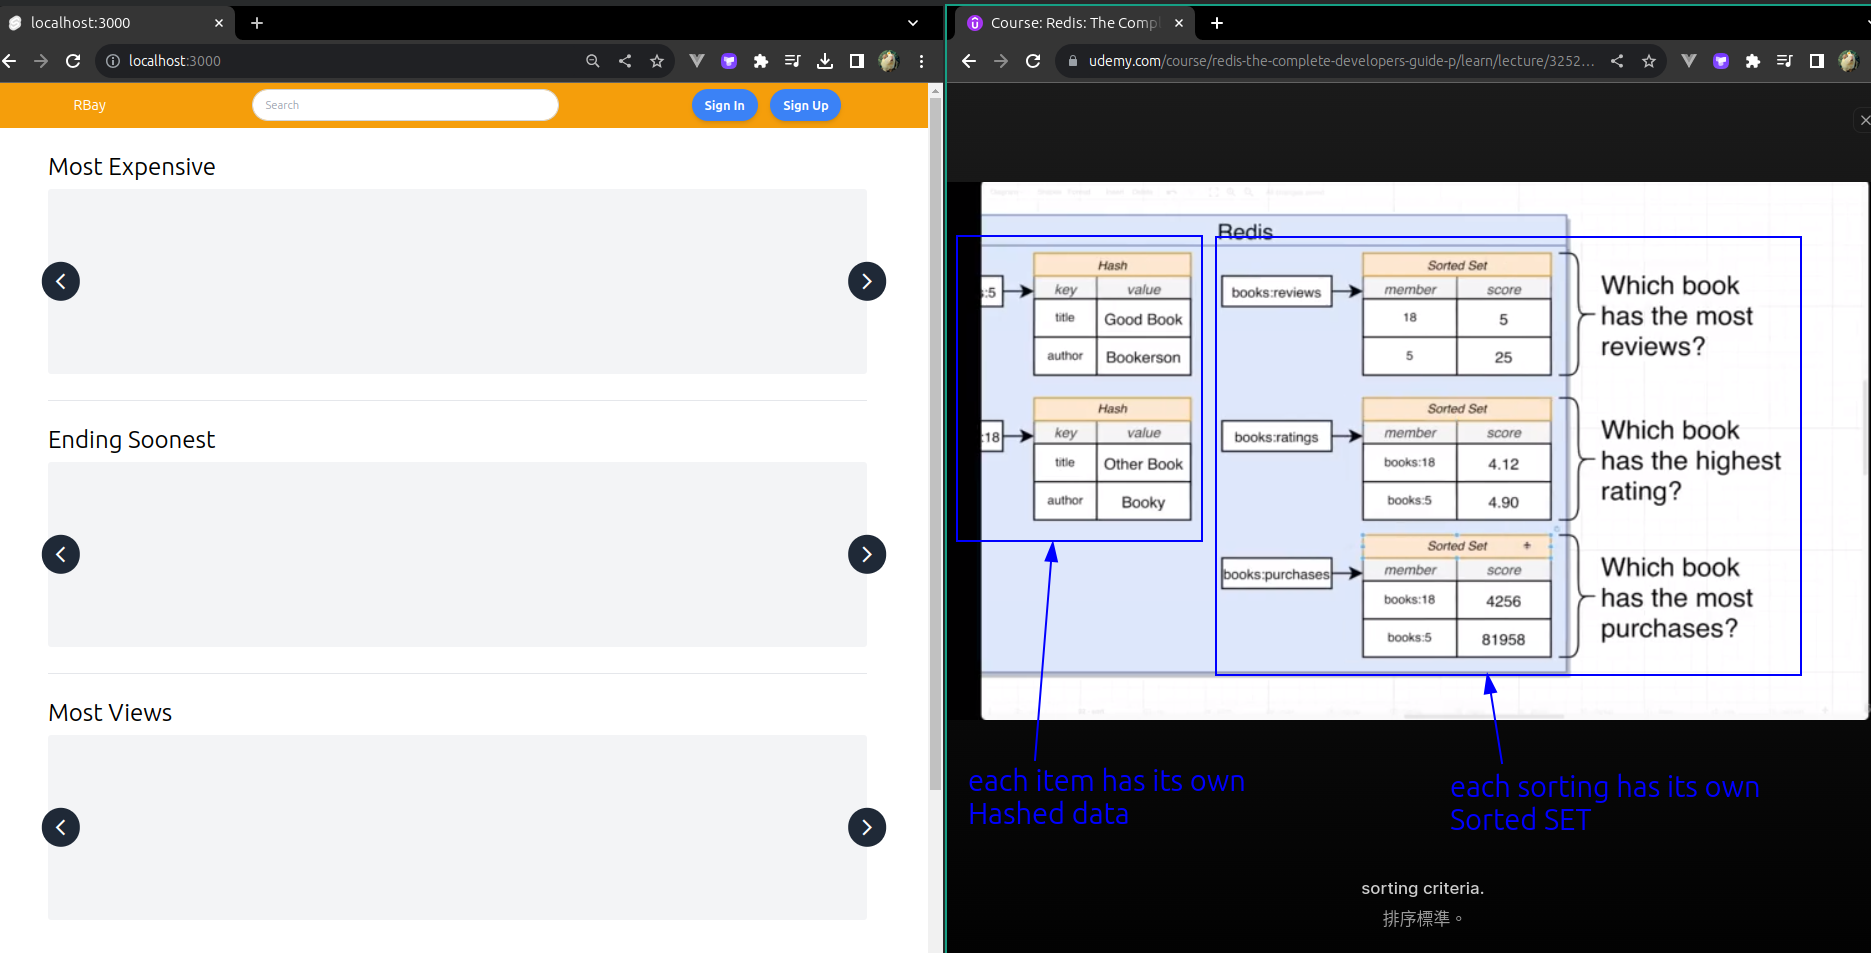 localhost:3000
localhost:3000
RBay
Search
Sign In
Sign Up
Most Expensive
Ending Soonest
Most Views
Course: Redis: The Compl
udemy.com/course/redis-the-complete-developers-guide-p/learn/lecture/3252...
Redis
:5
Hash
key value
title Good Book
author Bookerson
:18
Hash
key value
title Other Book
author Booky
books:reviews
Sorted Set
member score
18 5
5 25
Which book
has the most
reviews?
books:ratings
Sorted Set
member score
books:18 4.12
books:5 4.90
Which book
has the highest
rating?
books:purchases
Sorted Set
member score
books:18 4256
books:5 81958
Which book
has the most
purchases?
each item has its own
Hashed data
each sorting has its own
Sorted SET
sorting criteria.
排序標準。